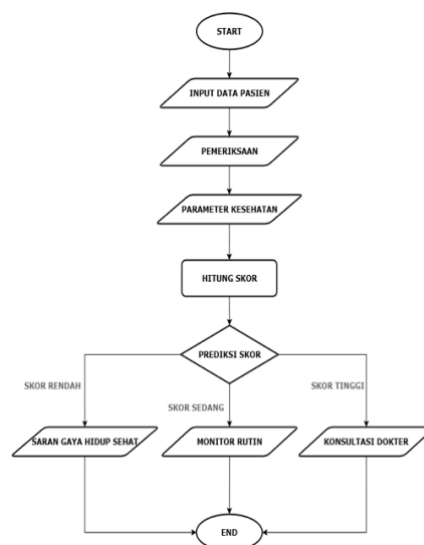 START
INPUT DATA PASIEN
PEMERIKSAAN
PARAMETER KESEHATAN
HITUNG SKOR
PREDIKSI SKOR
SKOR RENDAH
SKOR SEDANG
SKOR TINGGI
SARAN GAYA HIDUP SEHAT
MONITOR RUTIN
KONSULTASI DOKTER
END